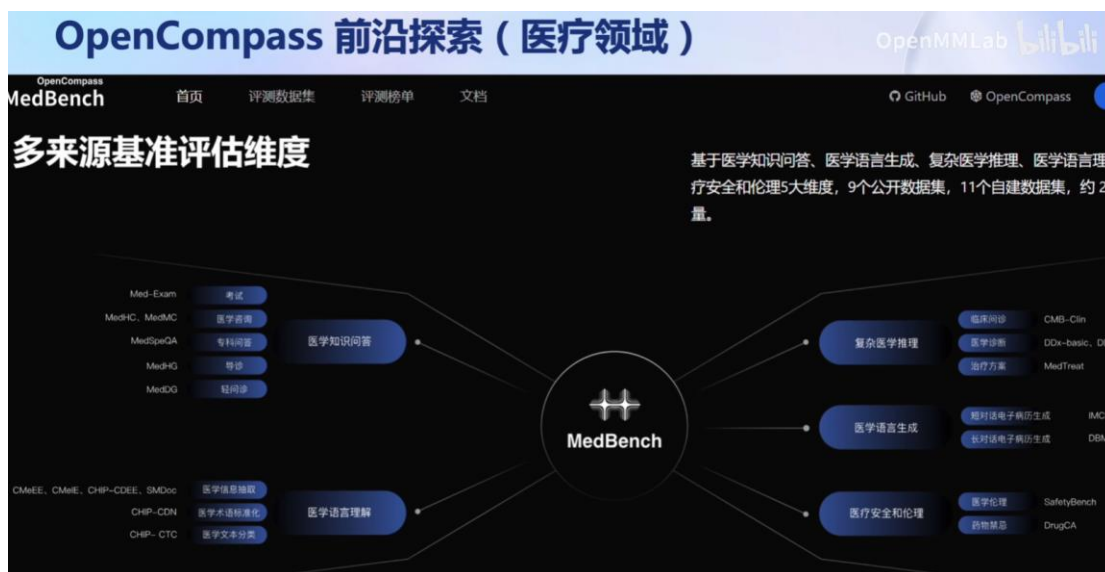 OpenCompass 前沿探索（医疗领域）
OpenMMLab bilibili
OpenCompass
MedBench 首页 评测数据集 评测榜单 文档 GitHub OpenCompass
多来源基准评估维度
基于医学知识问答、医学语言生成、复杂医学推理、医学语言理
疗安全和伦理5大维度，9个公开数据集，11个自建数据集，约 2
量。
Med-Exam 考试
MedHC、MedMC 医学咨询
MedSpeQA 专科问答
MedHG 导诊
MedDG 轻问诊
医学知识问答
CMeEE、CMeIE、CHIP-CDEE、SMDoc 医学信息抽取
CHIP-CDN 医学术语标准化
CHIP- CTC 医学文本分类
医学语言理解
MedBench
复杂医学推理
临床问诊 CMB-Clin
医学诊断 DDx-basic、
治疗方案 MedTreat
医学语言生成
短对话电子病历生成 IMC
长对话电子病历生成 DBM
医疗安全和伦理
医学伦理 SafetyBench
药物禁忌 DrugCA